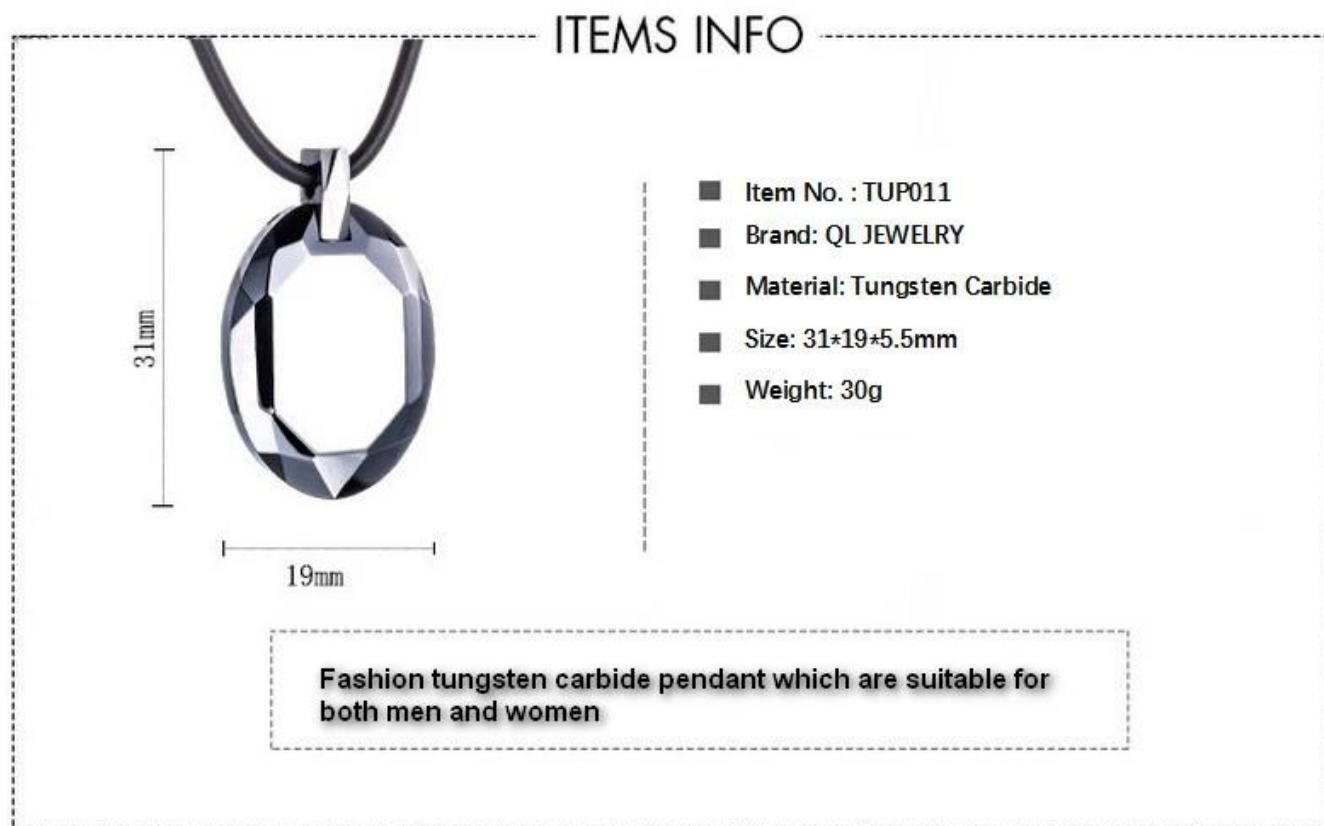 ITEMS INFO
31mm
19mm
Item No. : TUP011
Brand: QL JEWELRY
Material: Tungsten Carbide
Size: 31*19*5.5mm
Weight: 30g
Fashion tungsten carbide pendant which are suitable for
both men and women